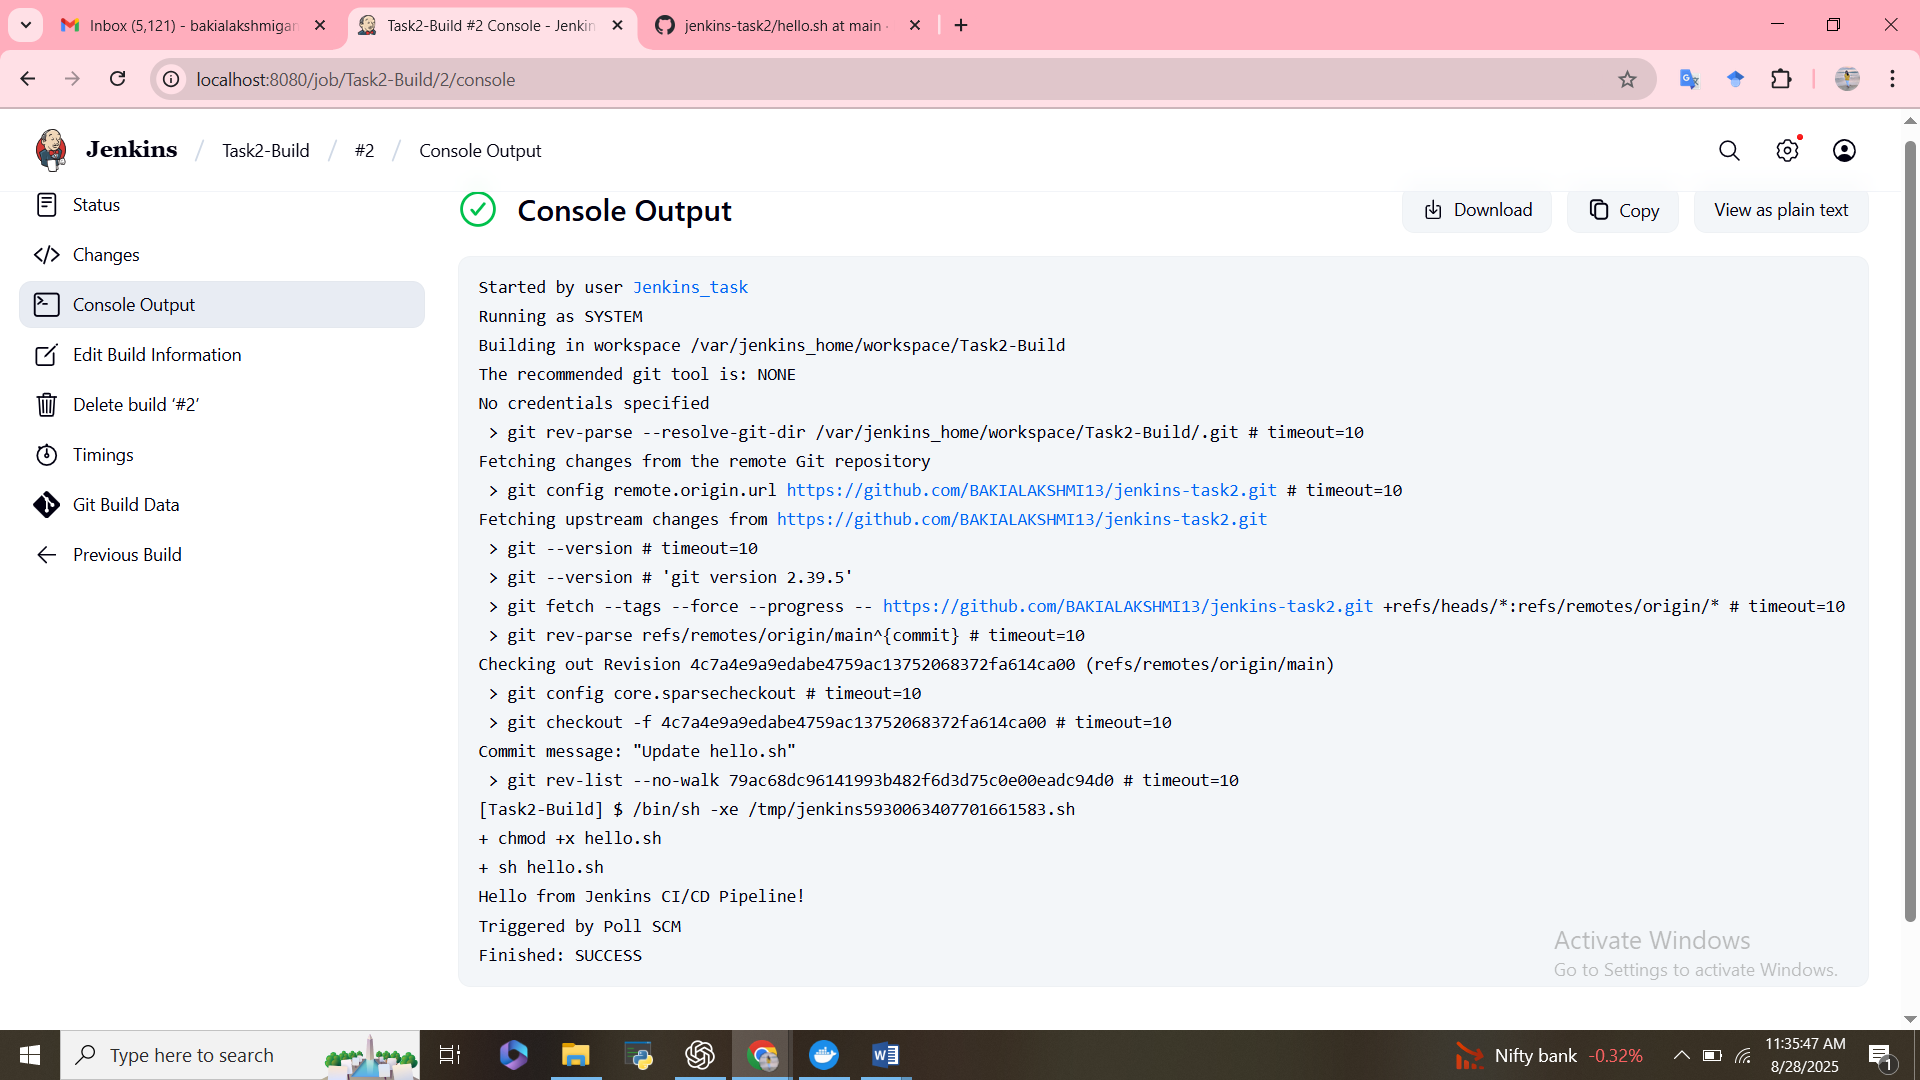 Inbox (5,121) - bakialakshmigan
Task2-Build #2 Console - Jenkin
jenkins-task2/hello.sh at main ·
localhost:8080/job/Task2-Build/2/console
Jenkins / Task2-Build / #2 / Console Output
Status
Changes
Console Output
Edit Build Information
Delete build ‘#2’
Timings
Git Build Data
Previous Build
Console Output
Download
Copy
View as plain text
Started by user Jenkins_task
Running as SYSTEM
Building in workspace /var/jenkins_home/workspace/Task2-Build
The recommended git tool is: NONE
No credentials specified
> git rev-parse --resolve-git-dir /var/jenkins_home/workspace/Task2-Build/.git # timeout=10
Fetching changes from the remote Git repository
> git config remote.origin.url https://github.com/BAKIALAKSHMI13/jenkins-task2.git # timeout=10
Fetching upstream changes from https://github.com/BAKIALAKSHMI13/jenkins-task2.git
> git --version # timeout=10
> git --version # 'git version 2.39.5'
> git fetch --tags --force --progress -- https://github.com/BAKIALAKSHMI13/jenkins-task2.git +refs/heads/*:refs/remotes/origin/* # timeout=10
> git rev-parse refs/remotes/origin/main^{commit} # timeout=10
Checking out Revision 4c7a4e9a9edabe4759ac13752068372fa614ca00 (refs/remotes/origin/main)
> git config core.sparsecheckout # timeout=10
> git checkout -f 4c7a4e9a9edabe4759ac13752068372fa614ca00 # timeout=10
Commit message: "Update hello.sh"
> git rev-list --no-walk 79ac68dc96141993b482f6d3d75c0e00eadc94d0 # timeout=10
[Task2-Build] $ /bin/sh -xe /tmp/jenkins5930063407701661583.sh
+ chmod +x hello.sh
+ sh hello.sh
Hello from Jenkins CI/CD Pipeline!
Triggered by Poll SCM
Finished: SUCCESS
Activate Windows
Go to Settings to activate Windows.
Type here to search
Nifty bank -0.32%
11:35:47 AM
8/28/2025
1